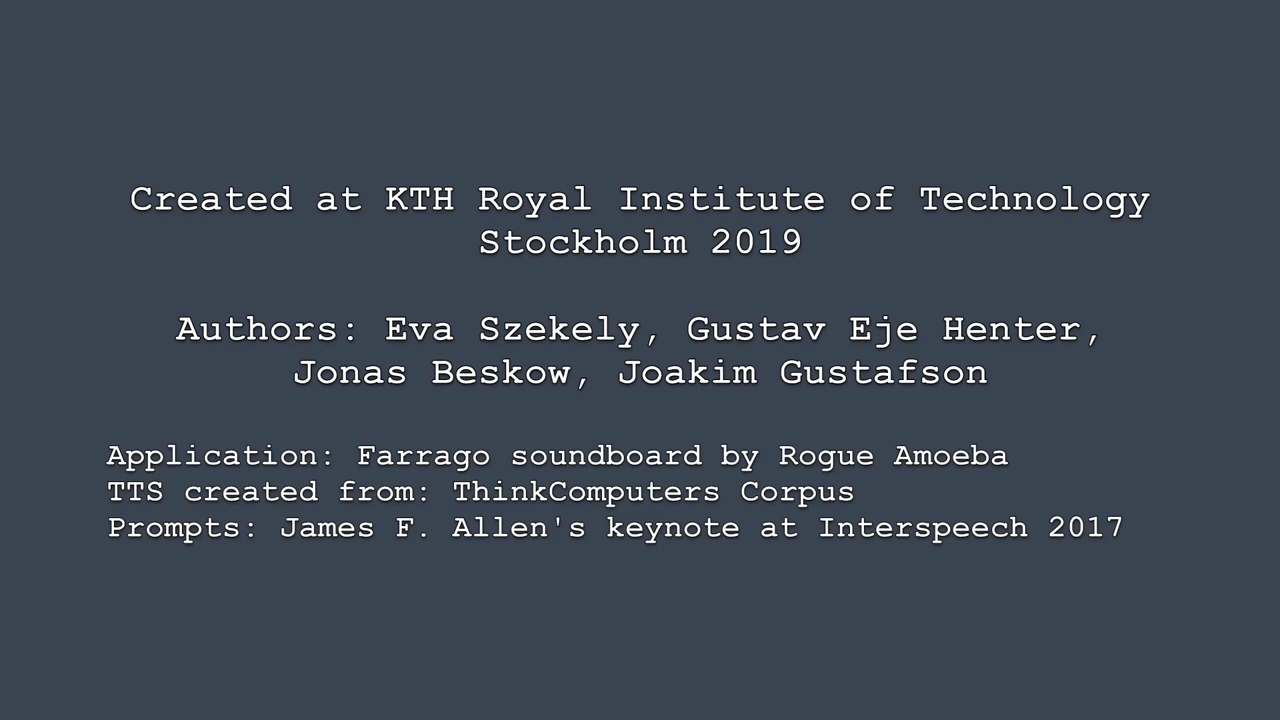 Created at KTH Royal Institute of Technology
Stockholm 2019
Authors: Eva Szekely, Gustav Eje Henter,
Jonas Beskow, Joakim Gustafson
Application: Farrago soundboard by Rogue Amoeba
TTS created from: ThinkComputers Corpus
Prompts: James F. Allen's keynote at Interspeech 2017